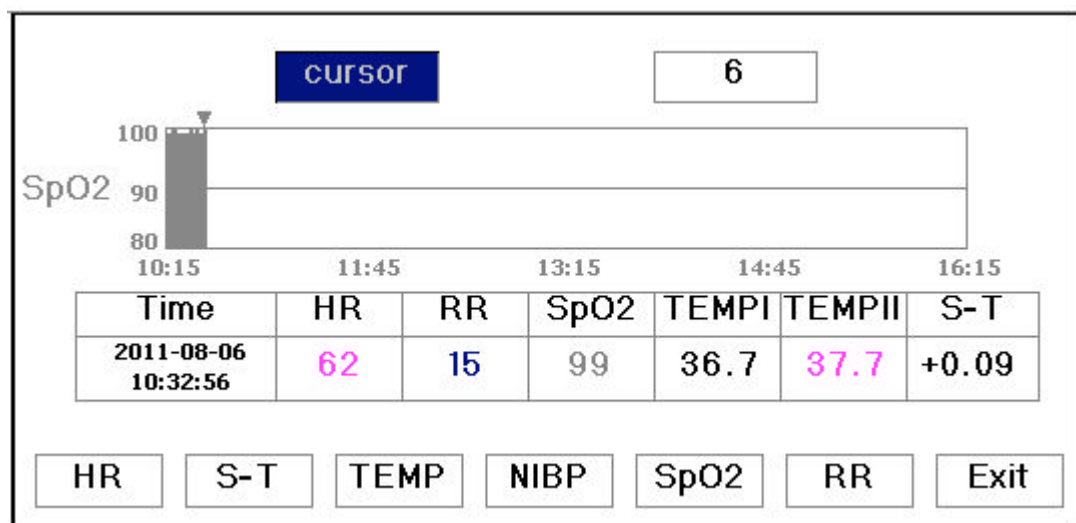 cursor 6
100
SpO2 90
80
10:15 11:45 13:15 14:45 16:15
Time HR RR SpO2 TEMPI TEMPII S-T
2011-08-06
10:32:56 62 15 99 36.7 37.7 +0.09
HR S-T TEMP NIBP SpO2 RR Exit